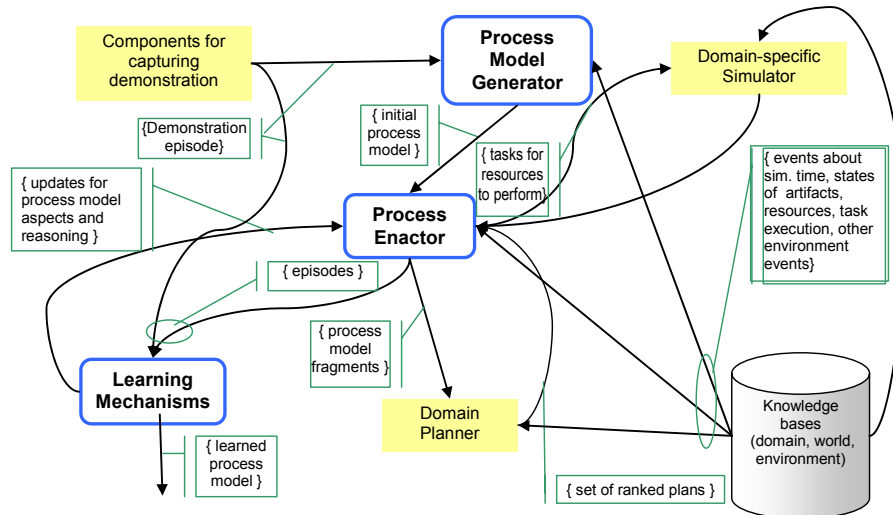 Components for
capturing
demonstration
Process
Model
Generator
Domain-specific
Simulator
{Demonstration
episode}
{ initial
process
model }
{ tasks for
resources
to perform}
{ events about
sim. time, states
of artifacts,
resources, task
execution, other
environment
events}
{ updates for
process model
aspects and
reasoning }
Process
Enactor
{ episodes }
{ process
model
fragments }
Learning
Mechanisms
Domain
Planner
Knowledge
bases
(domain, world,
environment)
{ learned
process
model }
{ set of ranked plans }